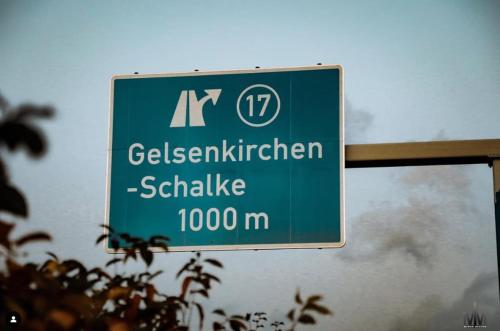 17
Gelsenkirchen
-Schalke
1000 m